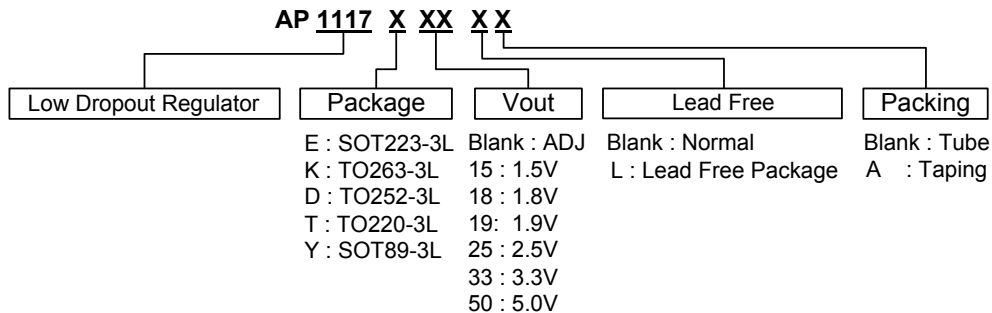 AP 1117 X XX X X
Low Dropout Regulator Package Vout Lead Free Packing
E : SOT223-3L Blank : ADJ Blank : Normal Blank : Tube
K : TO263-3L 15 : 1.5V L : Lead Free Package A : Taping
D : TO252-3L 18 : 1.8V
T : TO220-3L 19: 1.9V
Y : SOT89-3L 25 : 2.5V
33 : 3.3V
50 : 5.0V